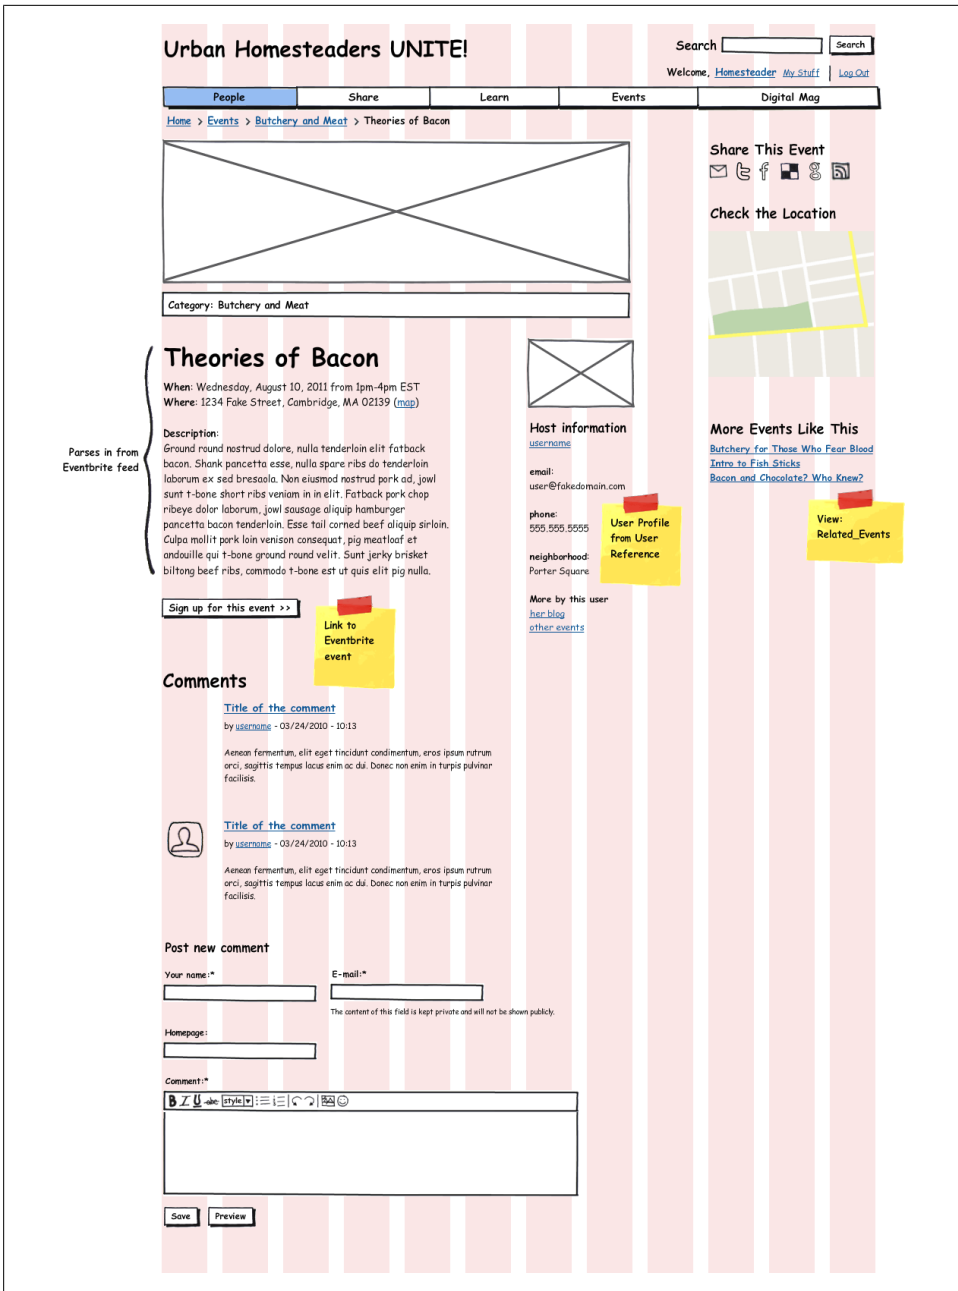 Urban Homesteaders UNITE!
Search
Search
Welcome, Homesteader My Stuff | Log Out
People
Share
Learn
Events
Digital Mag
Home > Events > Butchery and Meat > Theories of Bacon
Category: Butchery and Meat
Parses in from
Eventbrite feed
Theories of Bacon
When: Wednesday, August 10, 2011 from 1pm-4pm EST
Where: 1234 Fake Street, Cambridge, MA 02139 (map)
Description:
Ground round nostrud dolore, nulla tenderloin elit fatback
bacon. Shank pancetta esse, nulla spare ribs do tenderloin
laborum ex sed bresaola. Non eiusmod nostrud pork ad, jowl
sunt t-bone short ribs veniam in in elit. Fatback pork chop
ribeye dolor laborum, jowl sausage aliquip hamburger
pancetta bacon tenderloin. Esse tail corned beef aliquip sirloin.
Culpa mollit pork loin venison consequat, pig meatloaf et
andouille qui t-bone ground round velit. Sunt jerky brisket
biltong beef ribs, commodo t-bone est ut quis elit pig nulla.
Sign up for this event >>
Link to
Eventbrite
event
Host information
username
email:
user@fakedomain.com
phone:
555.555.5555
neighborhood:
Porter Square
More by this user
her blog
other events
User Profile
from User
Reference
Share This Event
Check the Location
More Events Like This
Butchery for Those Who Fear Blood
Intro to Fish Sticks
Bacon and Chocolate? Who Knew?
View:
Related_Events
Comments
Title of the comment
by username - 03/24/2010 - 10:13
Aenean fermentum, elit eget tincidunt condimentum, eros ipsum rutrum
orci, sagittis tempus lacus enim ac dui. Donec non enim in turpis pulvinar
facilisis.
Title of the comment
by username - 03/24/2010 - 10:13
Aenean fermentum, elit eget tincidunt condimentum, eros ipsum rutrum
orci, sagittis tempus lacus enim ac dui. Donec non enim in turpis pulvinar
facilisis.
Post new comment
Your name:*
E-mail:*
The content of this field is kept private and will not be shown publicly.
Homepage:
Comment:*
B I U abc style
Save
Preview